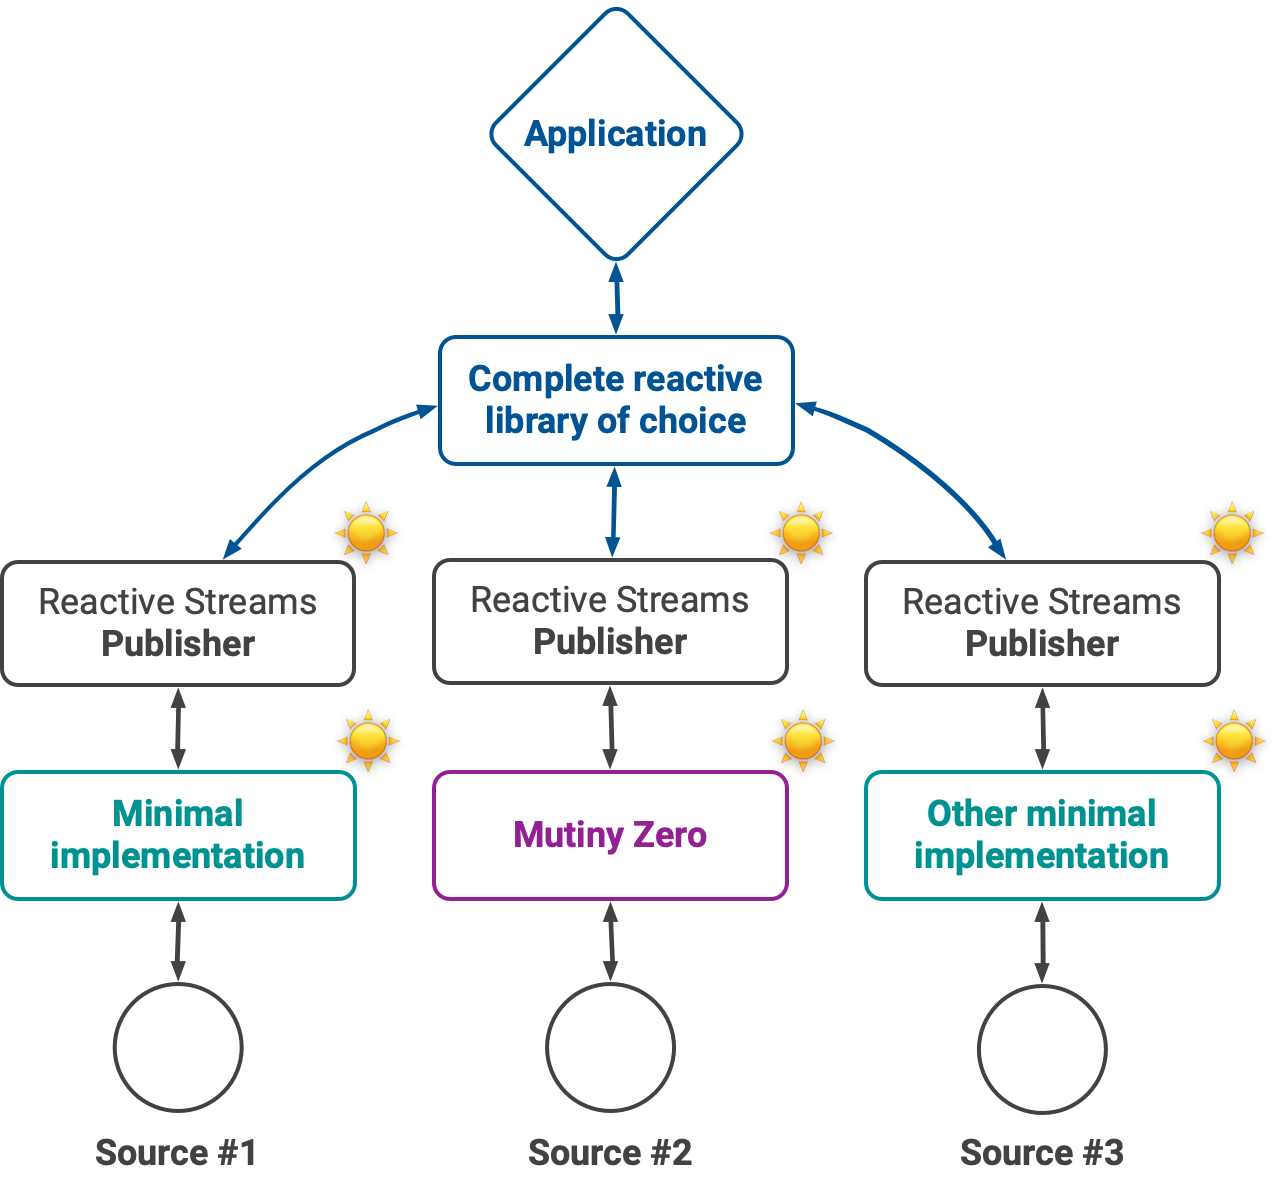 Application
Complete reactive
library of choice
Reactive Streams
Publisher
Reactive Streams
Publisher
Reactive Streams
Publisher
Minimal
implementation
Mutiny Zero
Other minimal
implementation
Source #1
Source #2
Source #3